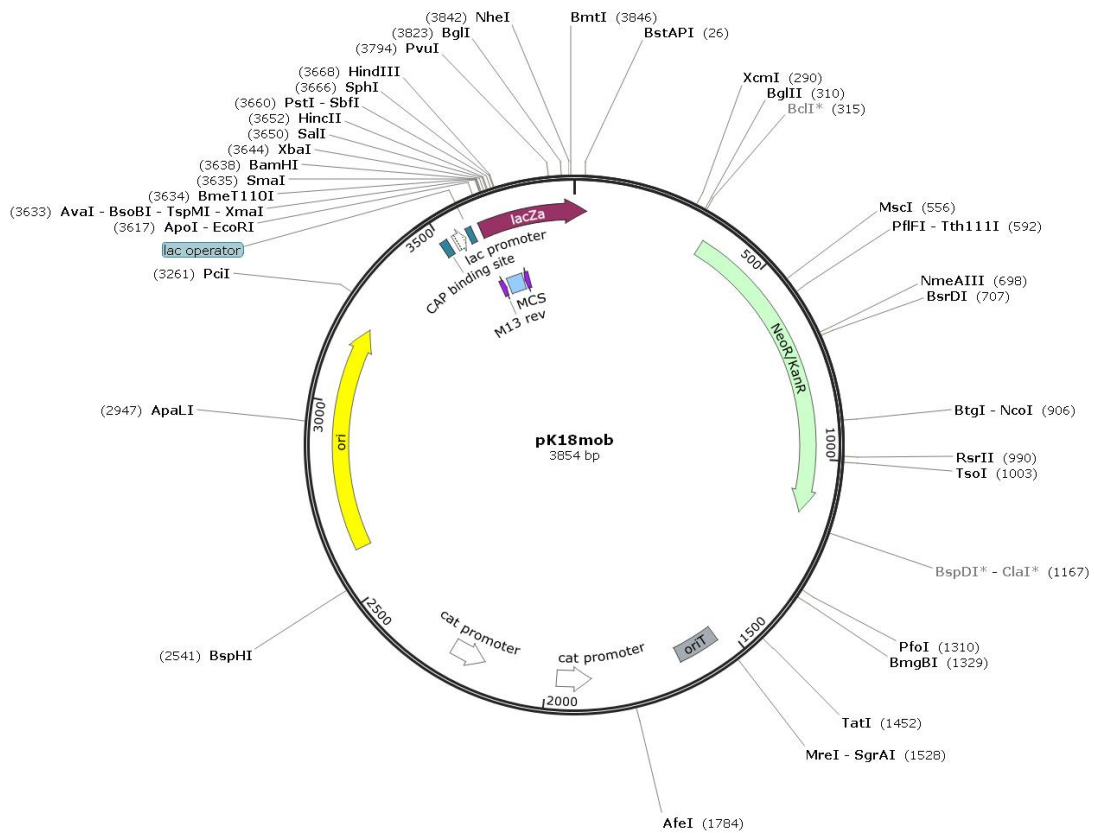 (3842) NheI
(3823) BglI
(3794) PvuI
BmtI (3846)
BstAPI (26)
(3668) HindIII
(3666) SphI
(3660) PstI - SbfI
(3652) HincII
(3650) SalI
(3644) XbaI
(3638) BamHI
(3635) SmaI
(3634) BmeT110I
(3633) AvaI - BsoBI - TspMI - XmaI
(3617) ApoI - EcoRI
lac operator
(3261) PciI
(2947) ApaLI
(2541) BspHI
XcmI (290)
BglII (310)
BclI* (315)
MscI (556)
PflFI - Tth111I (592)
NmeAIII (698)
BsrDI (707)
BtgI - NcoI (906)
RsrII (990)
TsoI (1003)
BspDI* - ClaI* (1167)
PfoI (1310)
BmgBI (1329)
TatI (1452)
MreI - SgrAI (1528)
AfeI (1784)
lacZa
lac promoter
CAP binding site
MCS
M13 rev
NeoR/KanR
ori
oriT
cat promoter
cat promoter
500
1000
1500
2000
2500
3000
3500
pK18mob
3854 bp